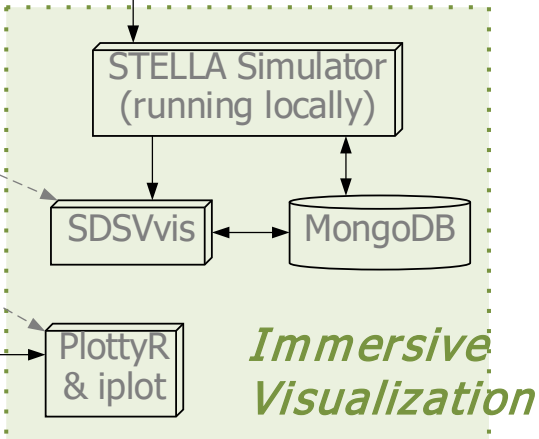 STELLA Simulator
(running locally)
SDSVvis
MongoDB
PlottyR
& iplot
Immersive
Visualization